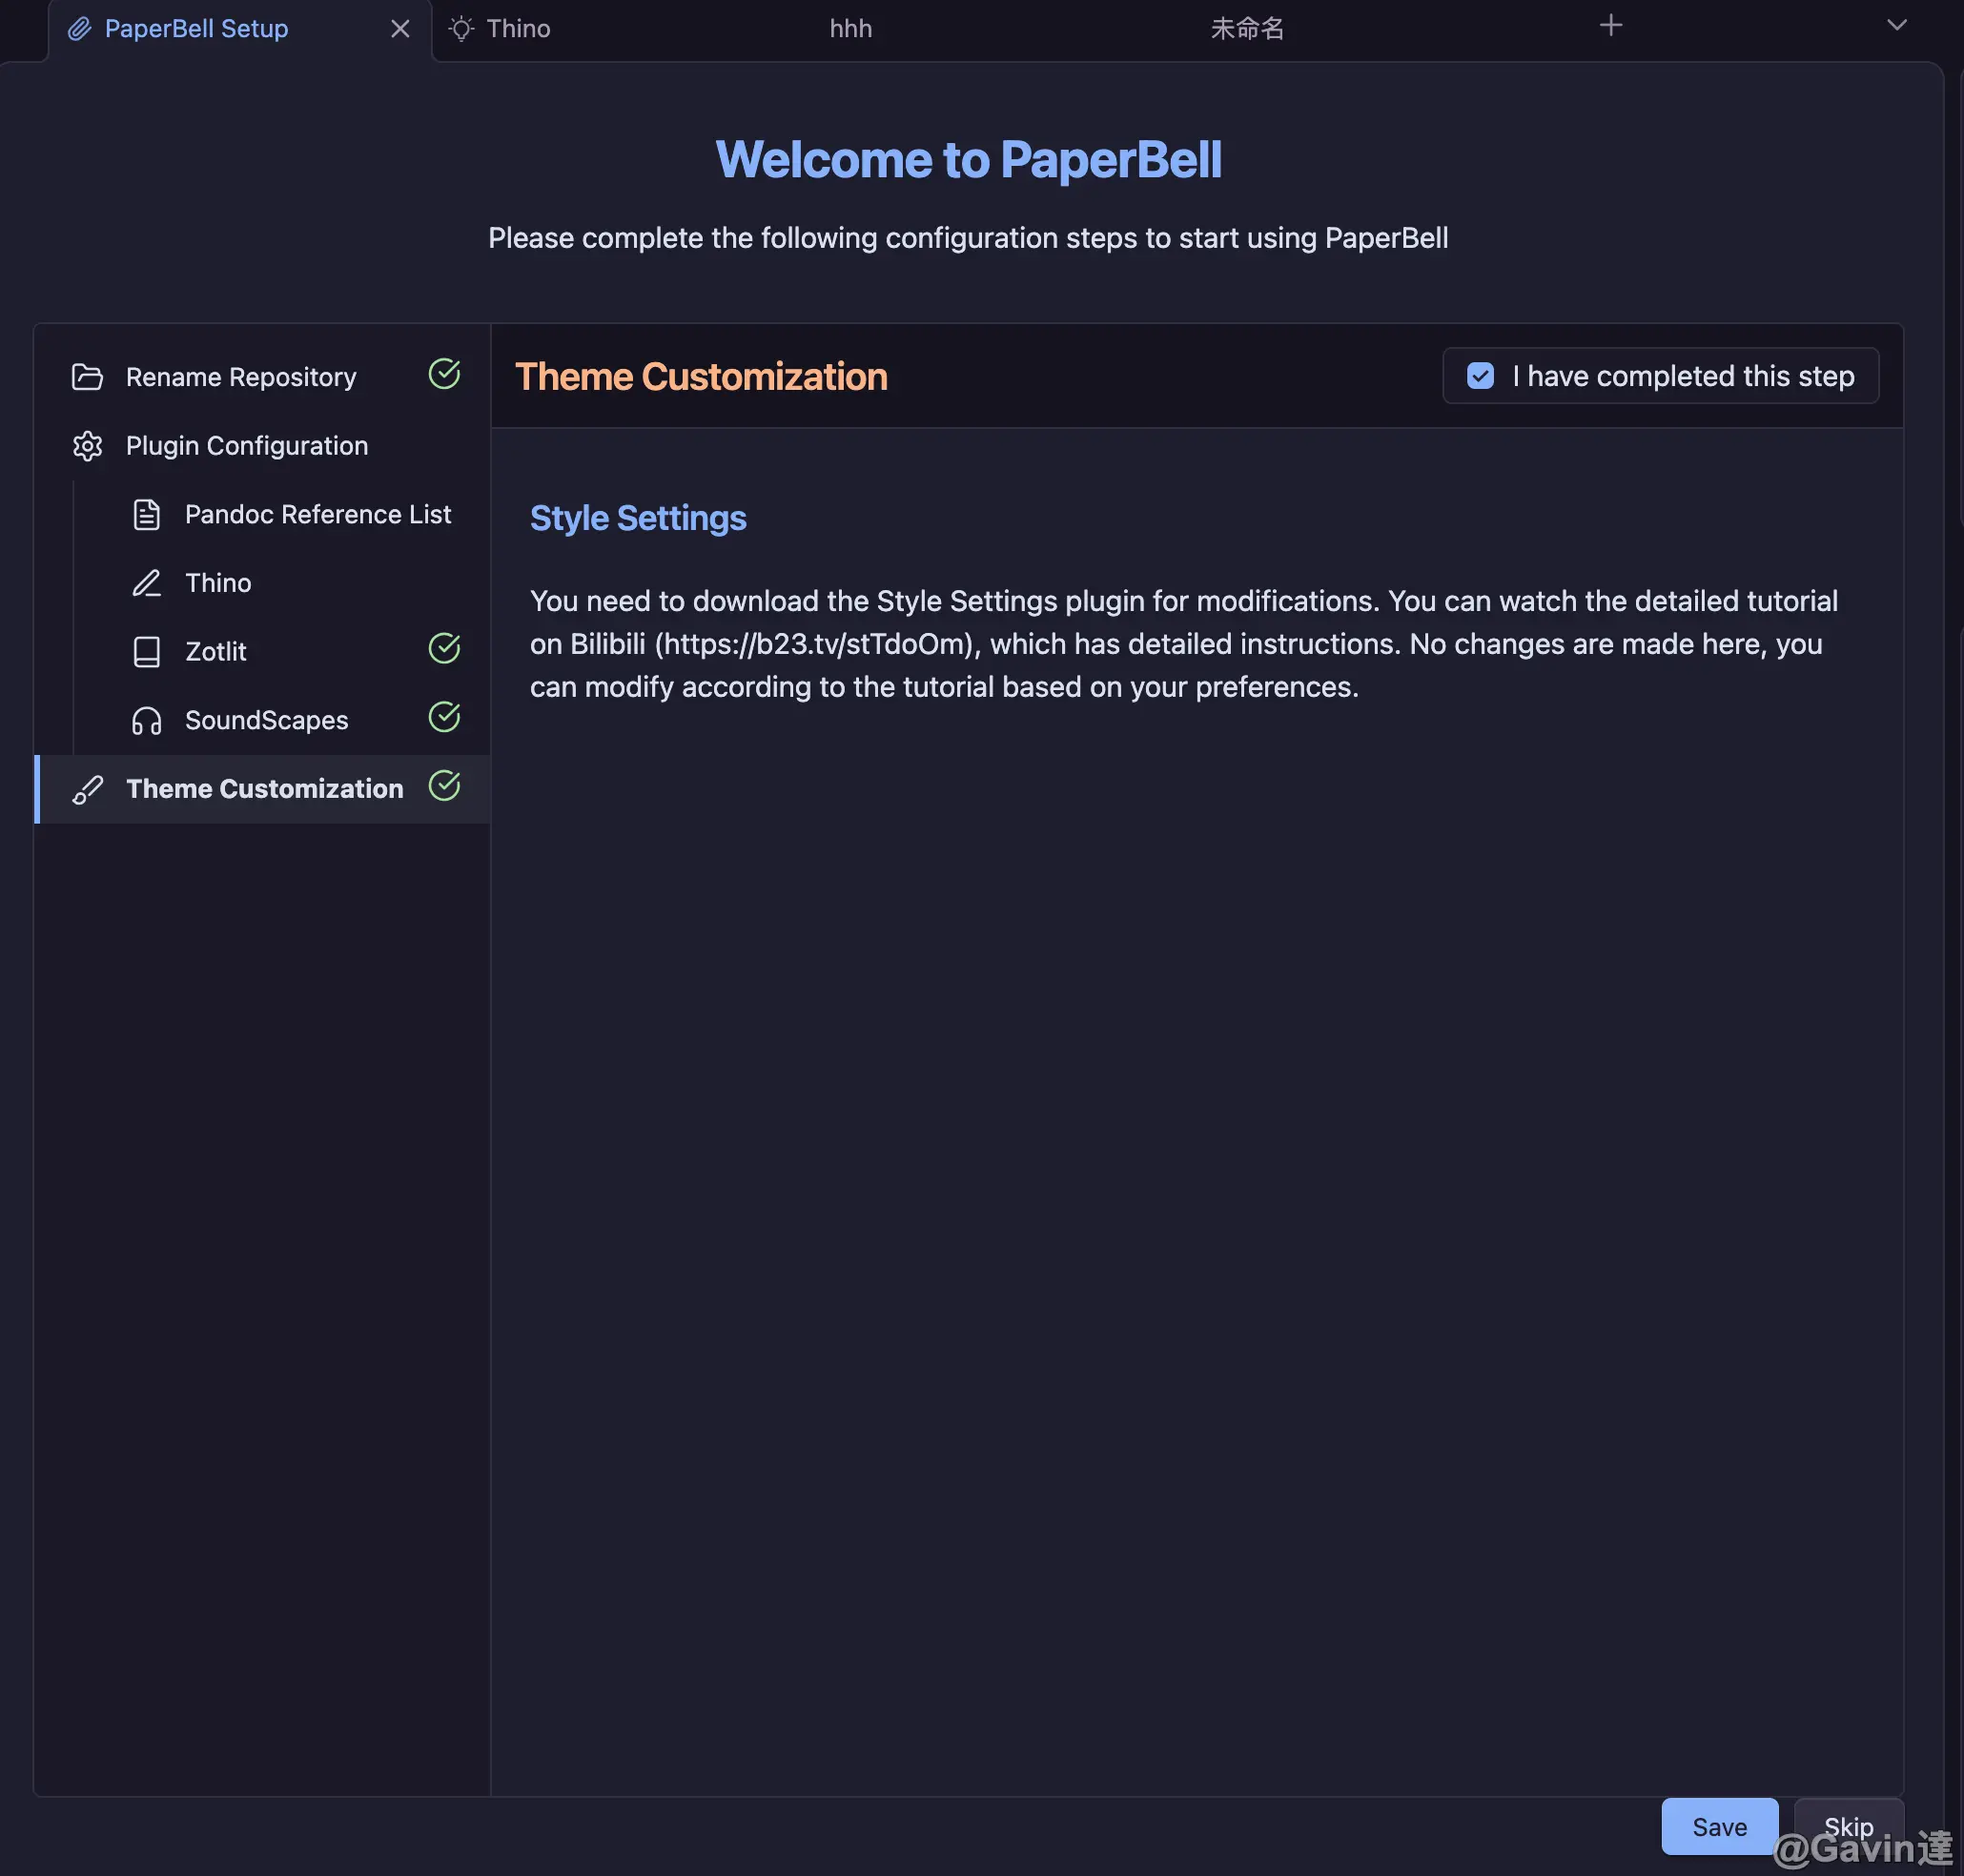 PaperBell Setup
Thino
hhh
未命名
Welcome to PaperBell
Please complete the following configuration steps to start using PaperBell
Rename Repository
Plugin Configuration
Pandoc Reference List
Thino
Zotlit
SoundScapes
Theme Customization
Theme Customization
I have completed this step
Style Settings
You need to download the Style Settings plugin for modifications. You can watch the detailed tutorial
on Bilibili (https://b23.tv/stTdoOm), which has detailed instructions. No changes are made here, you
can modify according to the tutorial based on your preferences.
Save
Skip
@Gavin達